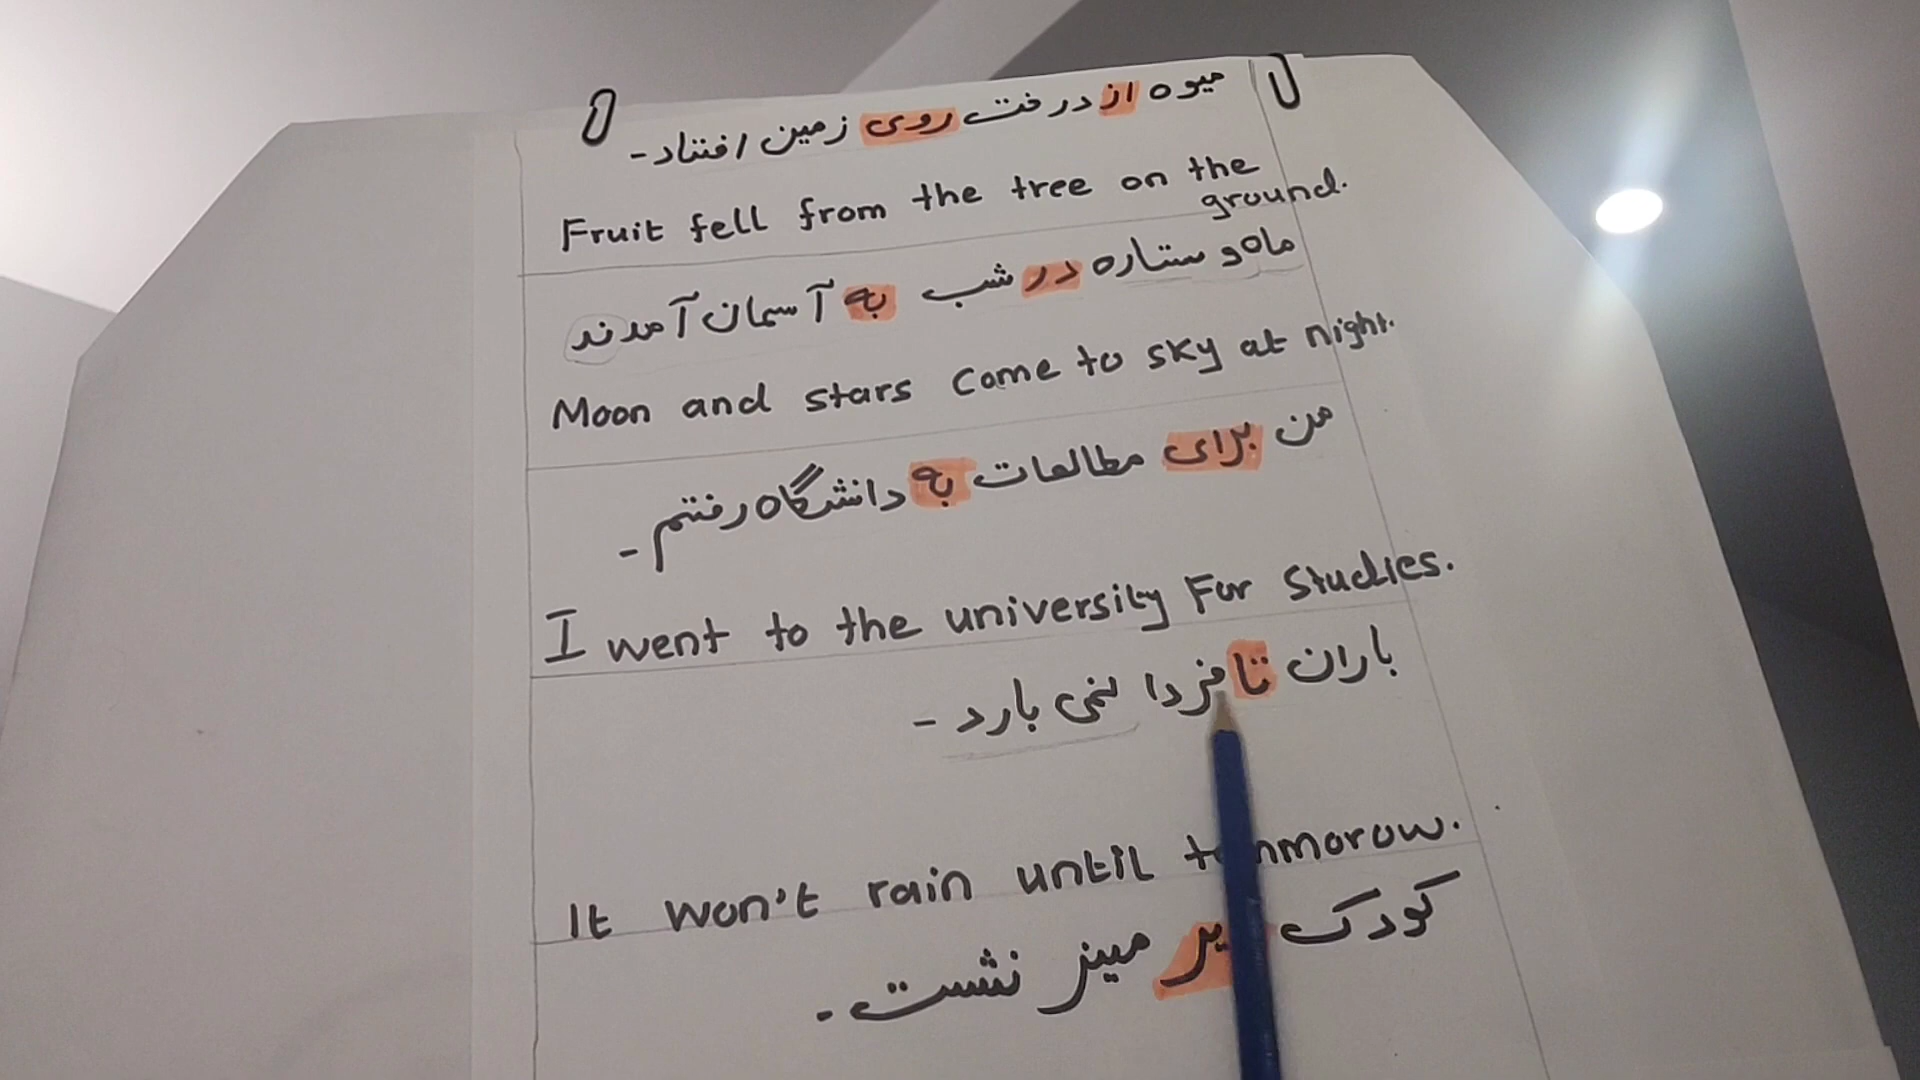 میوه از درخت روی زمین افتاد-
Fruit fell from the tree on the
ground.
ماه و ستاره در شب به آسمان آمدند
Moon and stars come to sky at night.
من برای مطالعات به دانشگاه رفتم-
I went to the university For Studies.
باران تا فردا نمی بارد-
It won't rain until
کودک میز نشست.